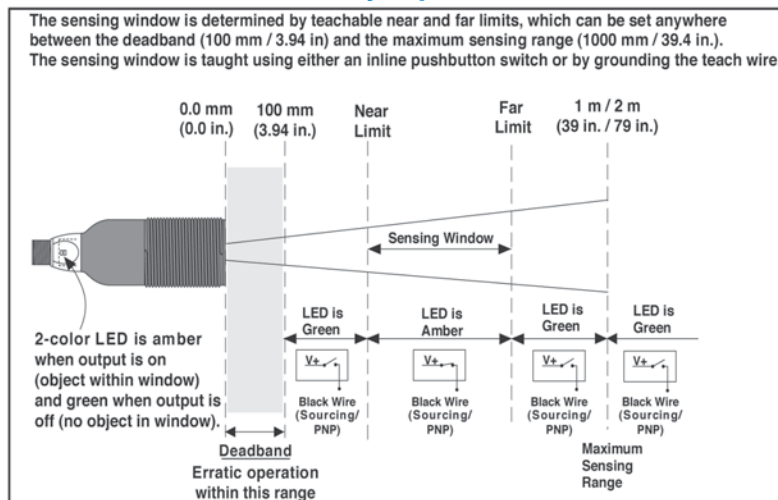 The sensing window is determined by teachable near and far limits, which can be set anywhere
between the deadband (100 mm / 3.94 in) and the maximum sensing range (1000 mm / 39.4 in.).
The sensing window is taught using either an inline pushbutton switch or by grounding the teach wire
0.0 mm
(0.0 in.)
100 mm
(3.94 in.)
Near
Limit
Far
Limit
1 m / 2 m
(39 in. / 79 in.)
Sensing Window
2-color LED is amber
when output is on
(object within window)
and green when output is
off (no object in window).
LED is
Green
LED is
Amber
LED is
Green
LED is
Green
V+
V+
V+
V+
Black Wire
(Sourcing/
PNP)
Black Wire
(Sourcing/
PNP)
Black Wire
(Sourcing/
PNP)
Black Wire
(Sourcing/
PNP)
Deadband
Erratic operation
within this range
Maximum
Sensing
Range